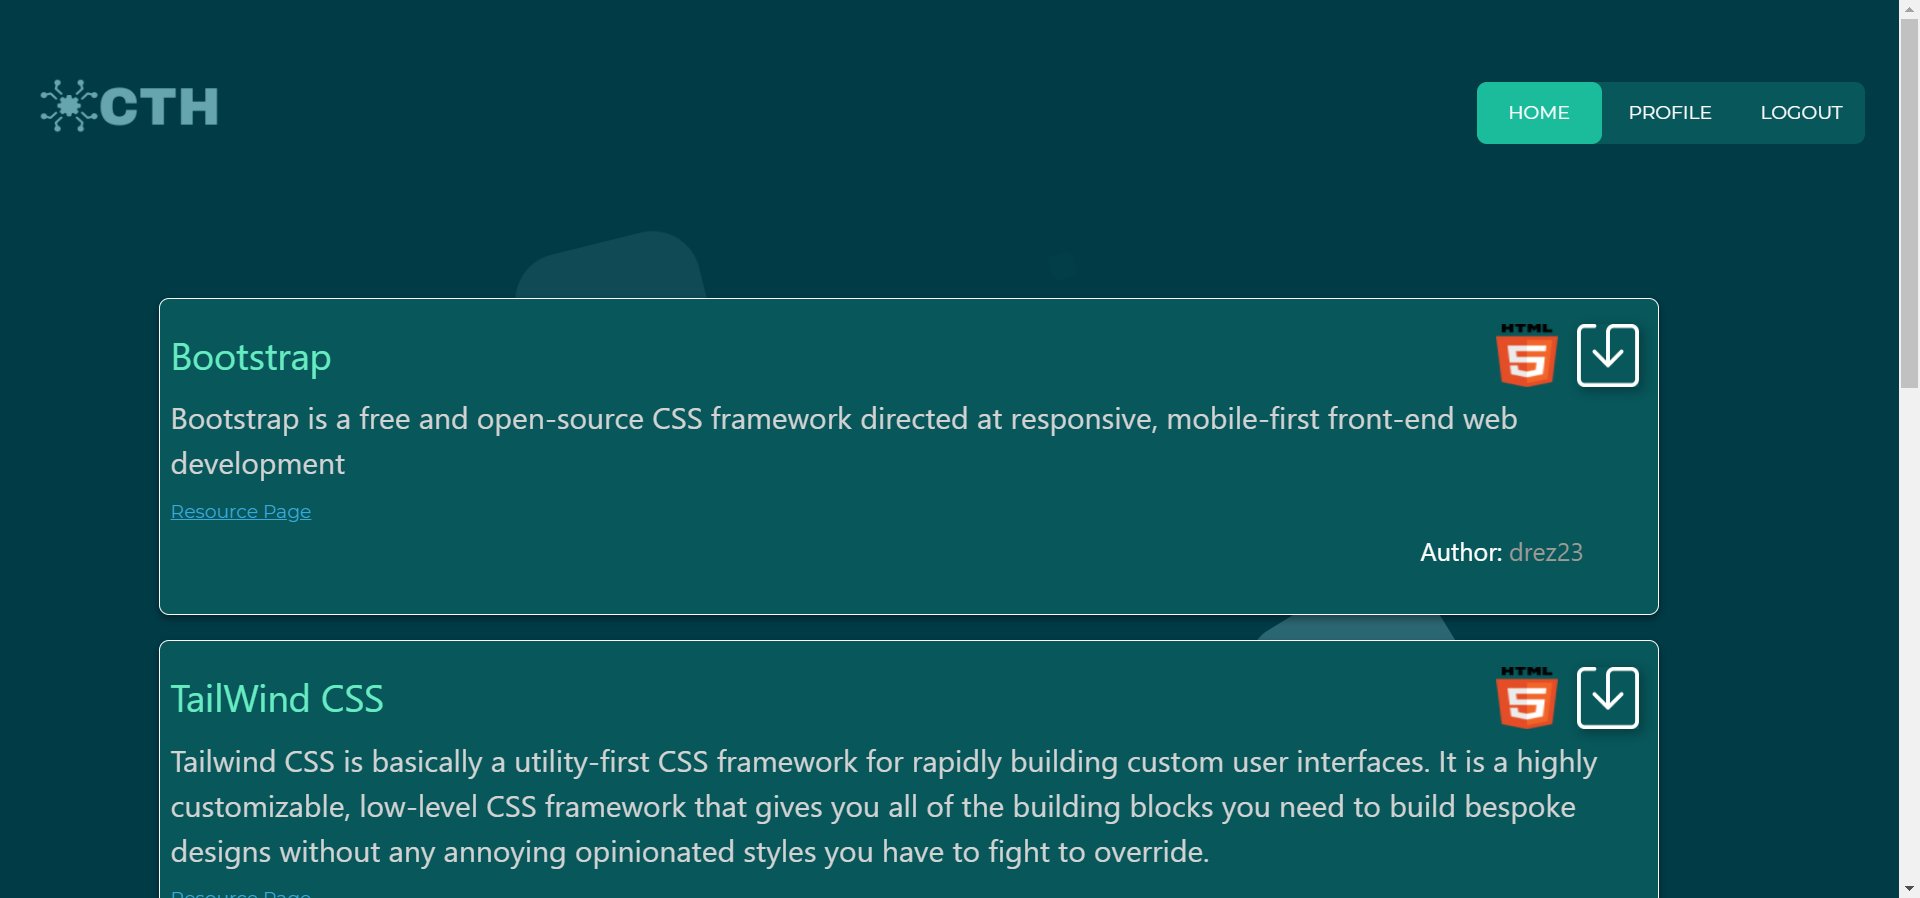 CTH
HOME PROFILE LOGOUT
Bootstrap
HTML
5
Bootstrap is a free and open-source CSS framework directed at responsive, mobile-first front-end web
development
Resource Page
Author: drez23
TailWind CSS
HTML
5
Tailwind CSS is basically a utility-first CSS framework for rapidly building custom user interfaces. It is a highly
customizable, low-level CSS framework that gives you all of the building blocks you need to build bespoke
designs without any annoying opinionated styles you have to fight to override.
Resource Page